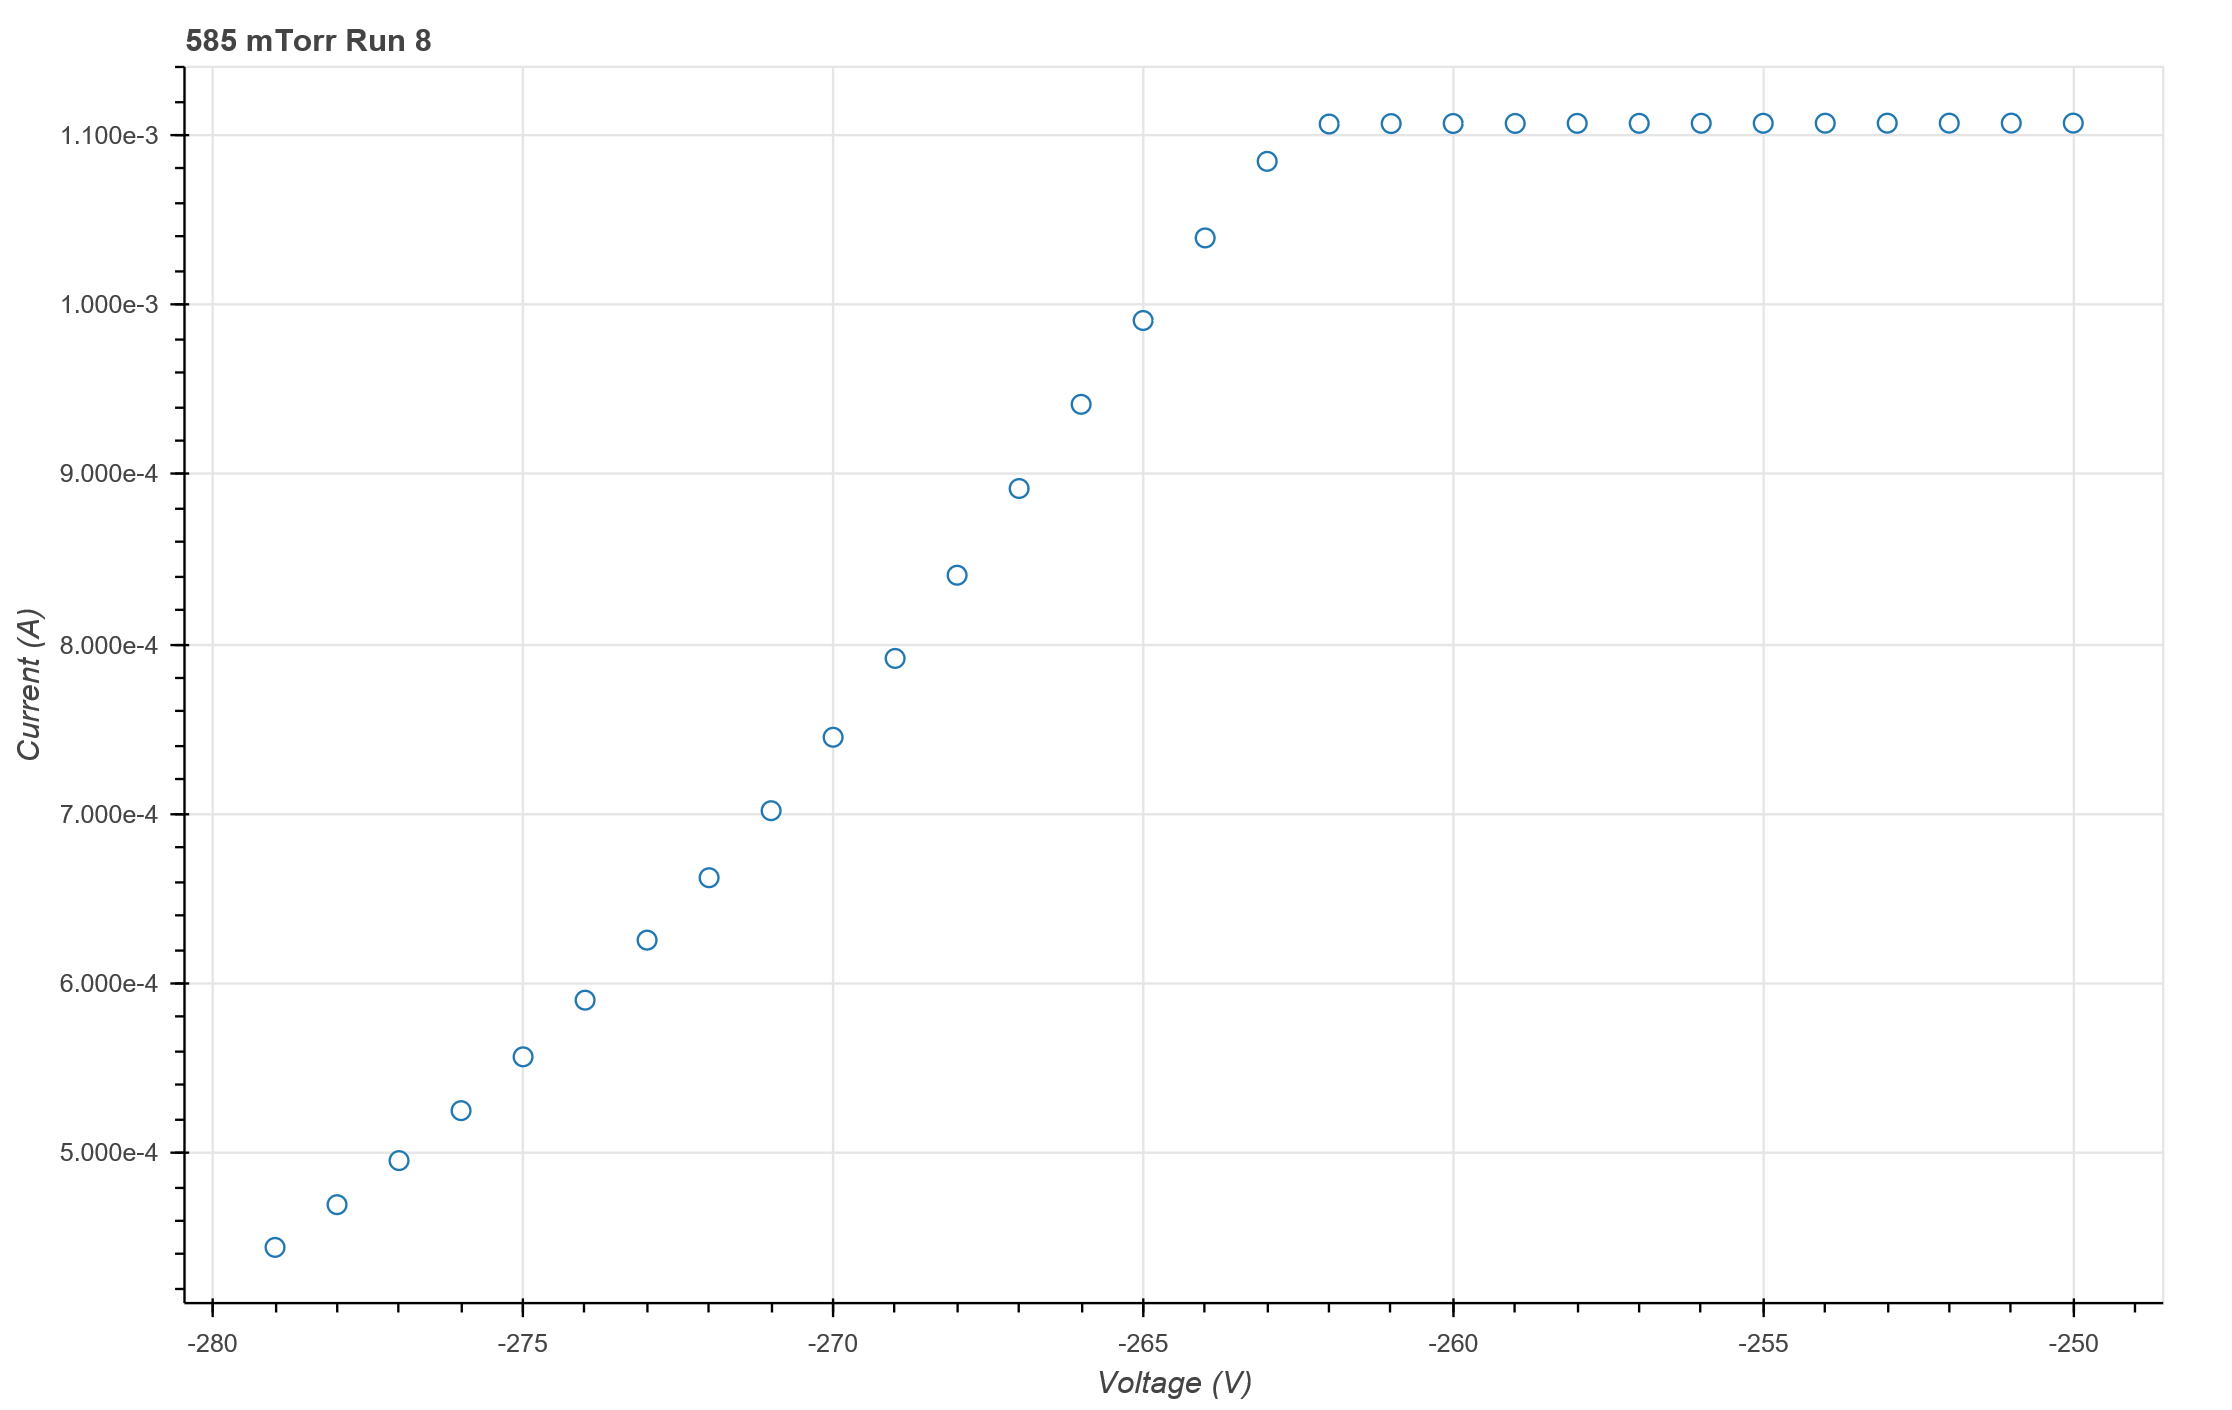 585 mTorr Run 8
1.100e-3
1.000e-3
9.000e-4
8.000e-4
7.000e-4
6.000e-4
5.000e-4
Current (A)
-280 -275 -270 -265 -260 -255 -250
Voltage (V)